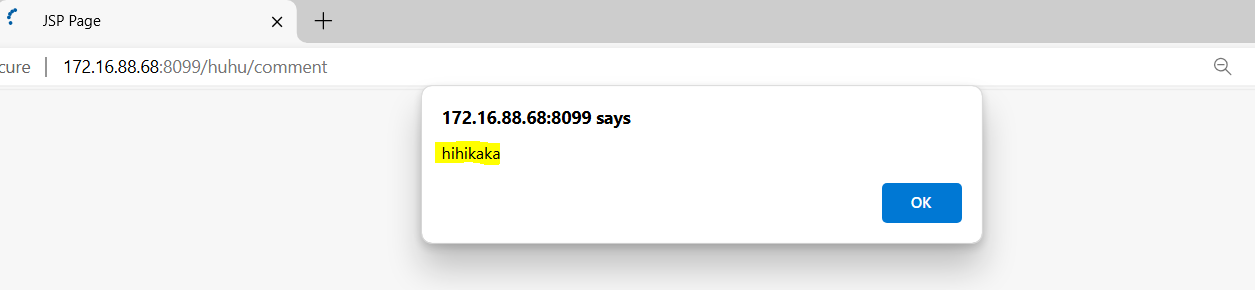 JSP Page
cure
172.16.88.68:8099/huhu/comment
172.16.88.68:8099 says
hihikaka
OK